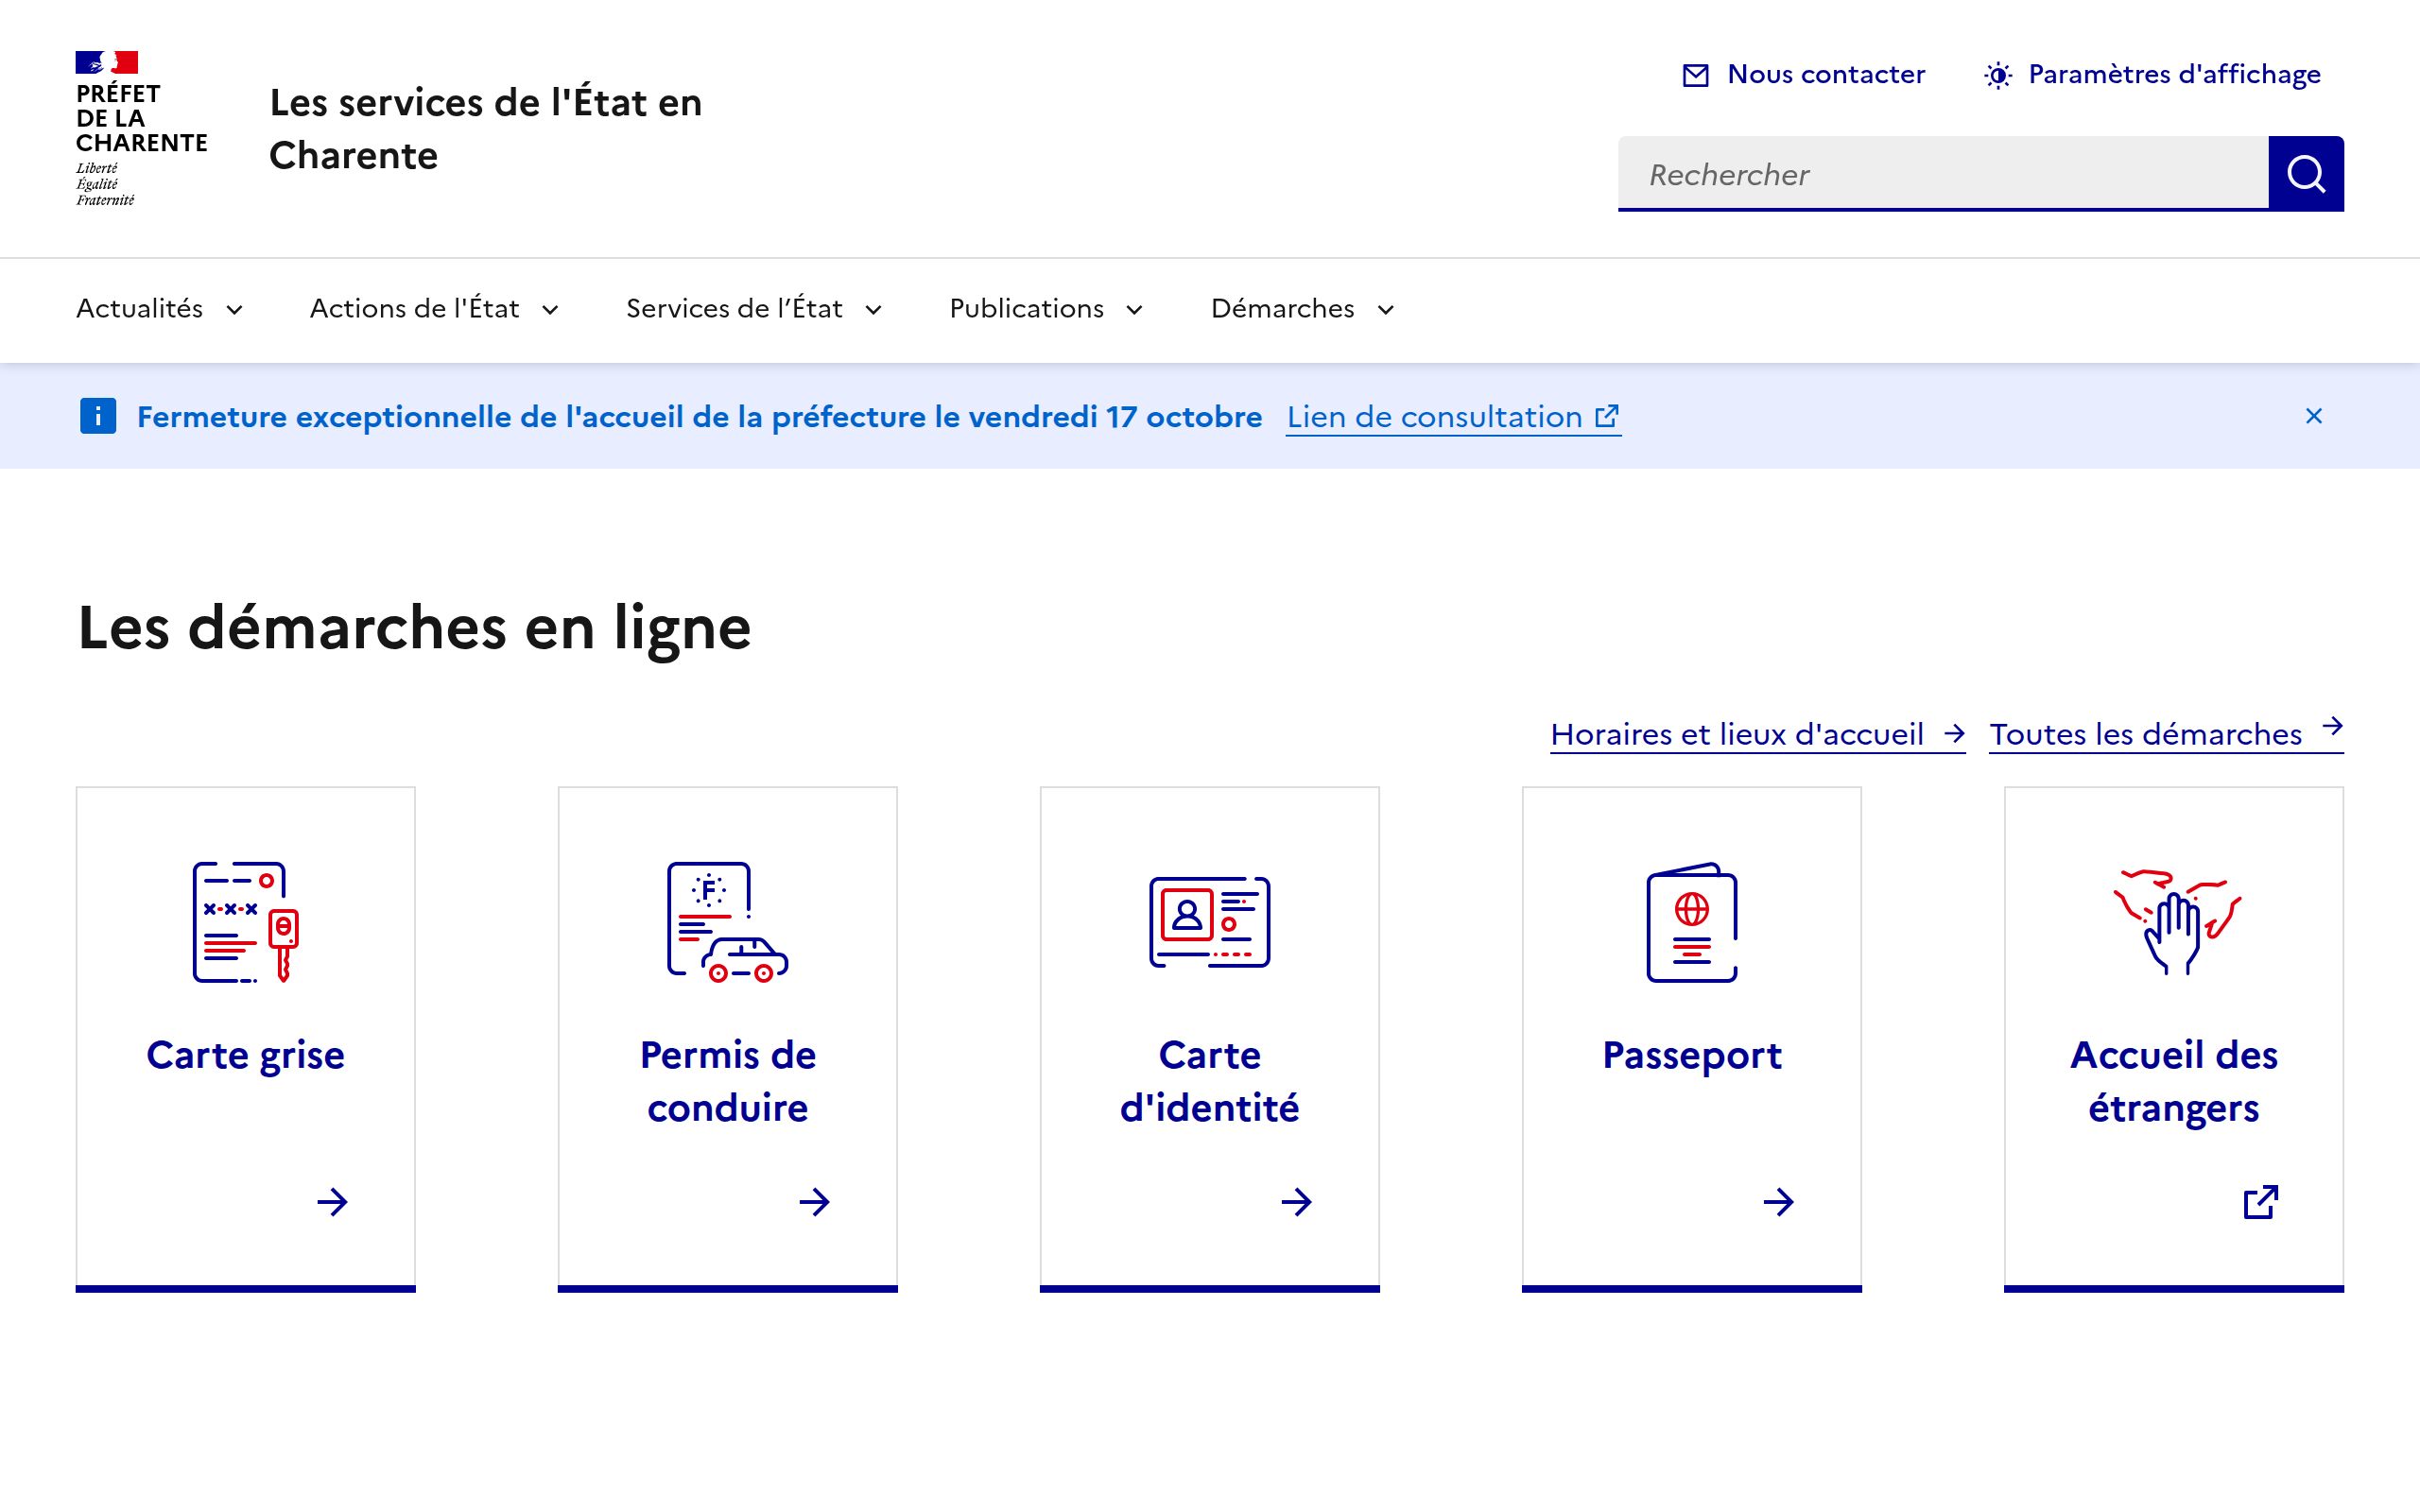 PRÉFET
DE LA
CHARENTE
Liberté
Égalité
Fraternité
Les services de l'État en
Charente
Nous contacter
Paramètres d'affichage
Rechercher
Actualités
Actions de l'État
Services de l’État
Publications
Démarches
Fermeture exceptionnelle de l'accueil de la préfecture le vendredi 17 octobre Lien de consultation
Les démarches en ligne
Horaires et lieux d'accueil
Toutes les démarches
F
Carte grise
Permis de
conduire
Carte
d'identité
Passeport
Accueil des
étrangers